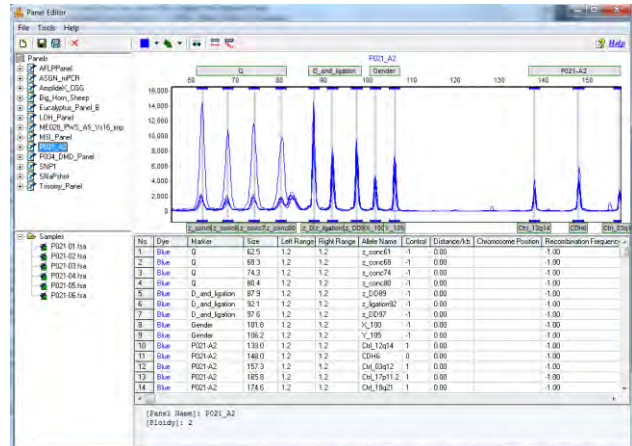 Panel Editor
File Tools Help
Help
Panels
AFLPPanel
ASGN_mPCR
AmplideX_CGG
Big_Horn_Sheep
Eucalyptus_Panel_B
LOH_Panel
ME028_PWS_AS_Vs16_imp
MSI_Panel
P021_A2
P034_DMD_Panel
SNP1
SNaPshot
Trisomy_Panel
P021_A2
Q D_and_ligation Gender P021-A2
60 70 80 90 100 110 120 130 140 150
16,000
14,000
12,000
10,000
8,000
6,000
4,000
2,000
0
Ctrl_12q14 CDH6
Samples
P021-01.fsa
P021-02.fsa
P021-03.fsa
P021-04.fsa
P021-05.fsa
P021-06.fsa
No Dye Marker Size Left Range Right Range Allele Name Control Distance/kb Chromosome Position Recombination Frequency
1 Blue Q 62.5 1.2 1.2 z_conc61 -1 0.00 -1.00
2 Blue Q 68.3 1.2 1.2 z_conc68 -1 0.00 -1.00
3 Blue Q 74.3 1.2 1.2 z_conc74 -1 0.00 -1.00
4 Blue Q 80.4 1.2 1.2 z_conc80 -1 0.00 -1.00
5 Blue D_and_ligation 87.9 1.2 1.2 z_DD89 -1 0.00 -1.00
6 Blue D_and_ligation 92.1 1.2 1.2 z_ligation92 -1 0.00 -1.00
7 Blue D_and_ligation 97.6 1.2 1.2 z_DD97 -1 0.00 -1.00
8 Blue Gender 101.8 1.2 1.2 X_100 -1 0.00 -1.00
9 Blue Gender 106.2 1.2 1.2 Y_105 -1 0.00 -1.00
10 Blue P021-A2 139.0 1.2 1.2 Ctrl_12q14 1 0.00 -1.00
11 Blue P021-A2 148.0 1.2 1.2 CDH6 0 0.00 -1.00
12 Blue P021-A2 157.3 1.2 1.2 Ctrl_03q12 1 0.00 -1.00
13 Blue P021-A2 165.8 1.2 1.2 Ctrl_17p11.2 1 0.00 -1.00
14 Blue P021-A2 174.6 1.2 1.2 Ctrl_18q21 1 0.00 -1.00
[Panel Name]: P021_A2
[Ploidy]: 2